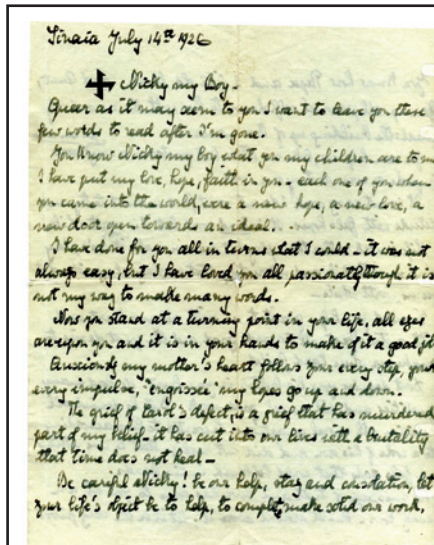 Sinaia July 14th 1926
Nicky my Boy -
Queer as it may seem to you I want to leave you these
few words to read after I'm gone.
You know Nicky my boy what you my children are to me
I have put my love, hope, faith in you - each one of you when
you came into the world, were a new hope, a new love, a
new door open towards an ideal.
I have done for you all in turns what I could - it was not
always easy, but I have loved you all passionately though it is
not my way to make many words.
Now you stand at a turning point in your life, all eyes
are upon you and it is in your hands to make of it a good job
Anxiously my mother's heart follows your every step, your
every impulse, "angoissée" my hopes go up and down.
The grief of Carol's defect, is a grief that has murdered
part of my belief - it has cut into our lives with a brutality
that time does not heal -
Be careful Nicky! be our help, stay and consolation, let
your life's object be to help, to complet, make solid our work,